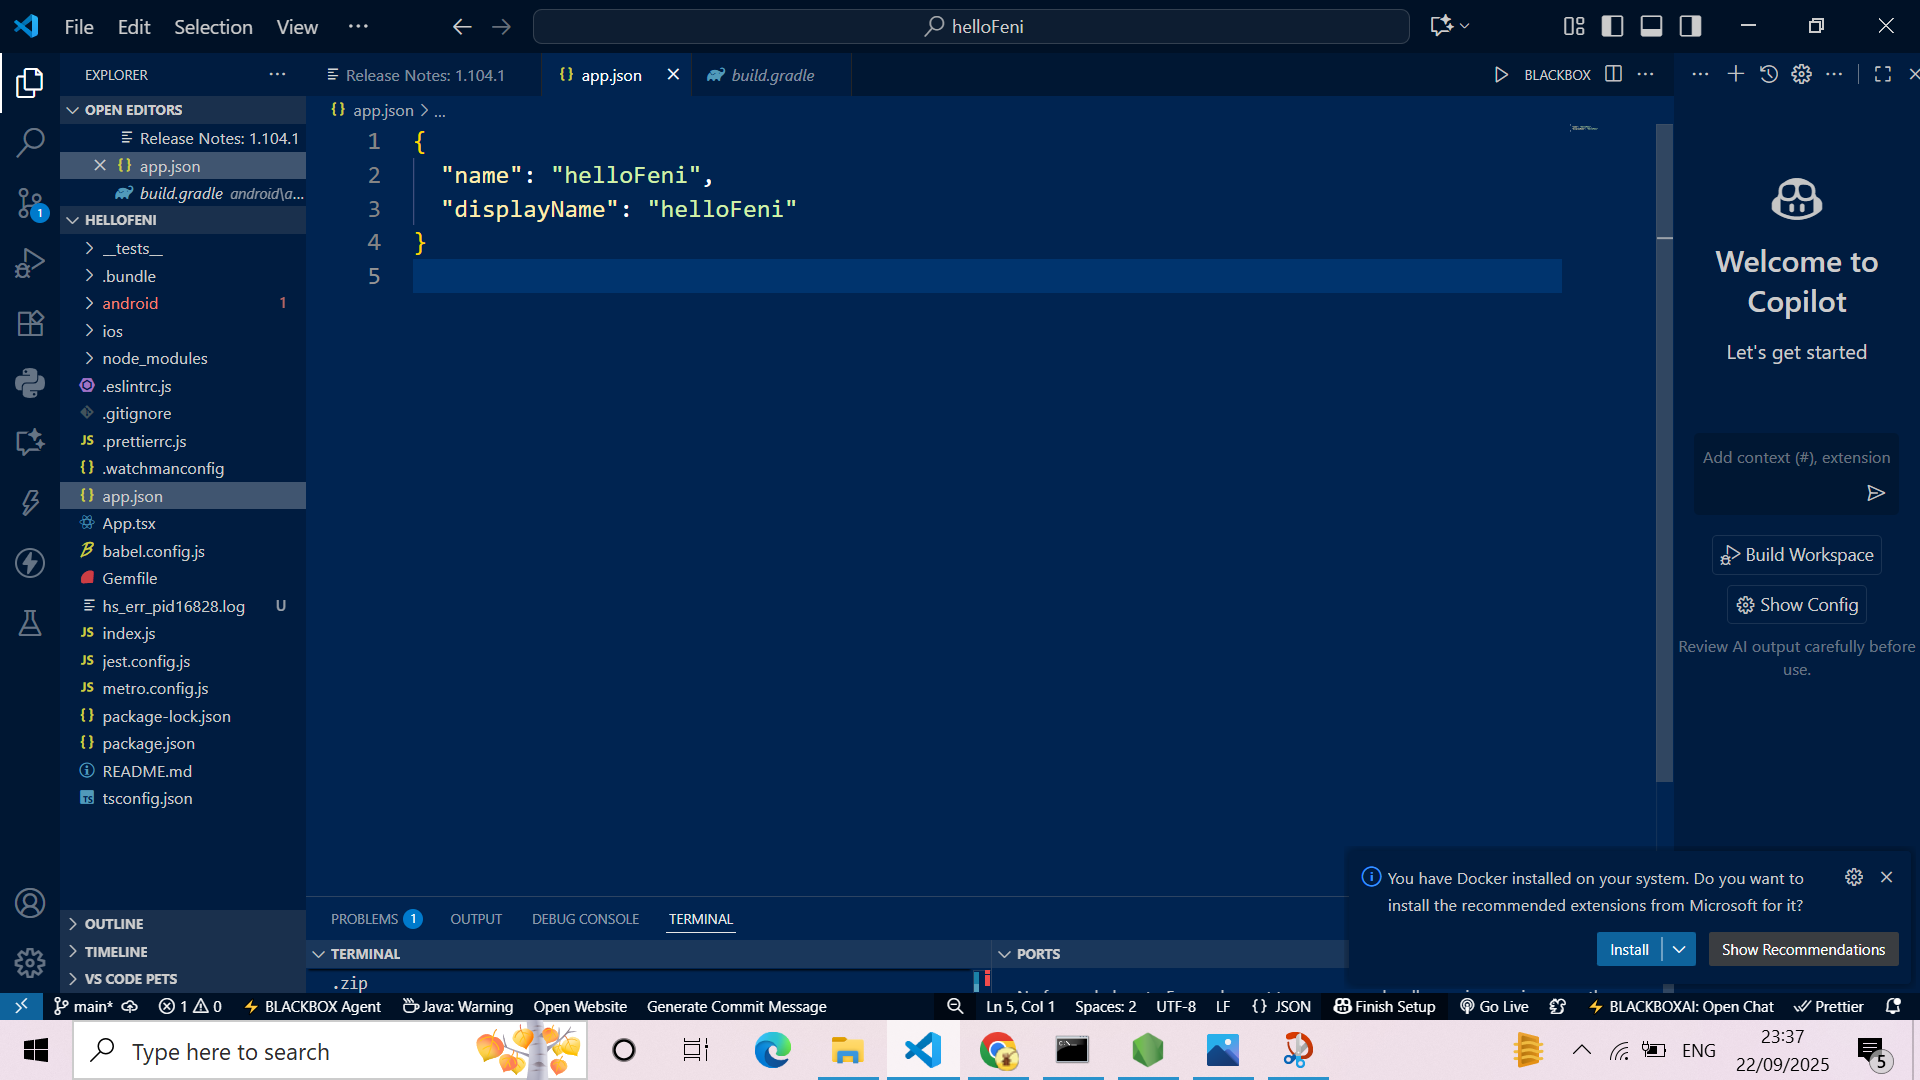 File Edit Selection View ... helloFeni
EXPLORER
OPEN EDITORS
Release Notes: 1.104.1
app.json
build.gradle android\a...
HELLOFENI
__tests__
.bundle
android 1
ios
node_modules
.eslintrc.js
.gitignore
.prettierrc.js
.watchmanconfig
app.json
App.tsx
babel.config.js
Gemfile
hs_err_pid16828.log U
index.js
jest.config.js
metro.config.js
package-lock.json
package.json
README.md
tsconfig.json
OUTLINE
TIMELINE
VS CODE PETS
1
Release Notes: 1.104.1 app.json build.gradle BLACKBOX
app.json > ...
1 {
2 "name": "helloFeni",
3 "displayName": "helloFeni"
4 }
5
Welcome to
Copilot
Let's get started
Add context (#), extension
Build Workspace
Show Config
Review AI output carefully before
use.
PROBLEMS 1 OUTPUT DEBUG CONSOLE TERMINAL
TERMINAL
.zip
PORTS
You have Docker installed on your system. Do you want to
install the recommended extensions from Microsoft for it?
Install Show Recommendations
main* 1 0 BLACKBOX Agent Java: Warning Open Website Generate Commit Message Ln 5, Col 1 Spaces: 2 UTF-8 LF {} JSON Finish Setup Go Live BLACKBOXAI: Open Chat Prettier
Type here to search
ENG
23:37
22/09/2025
5